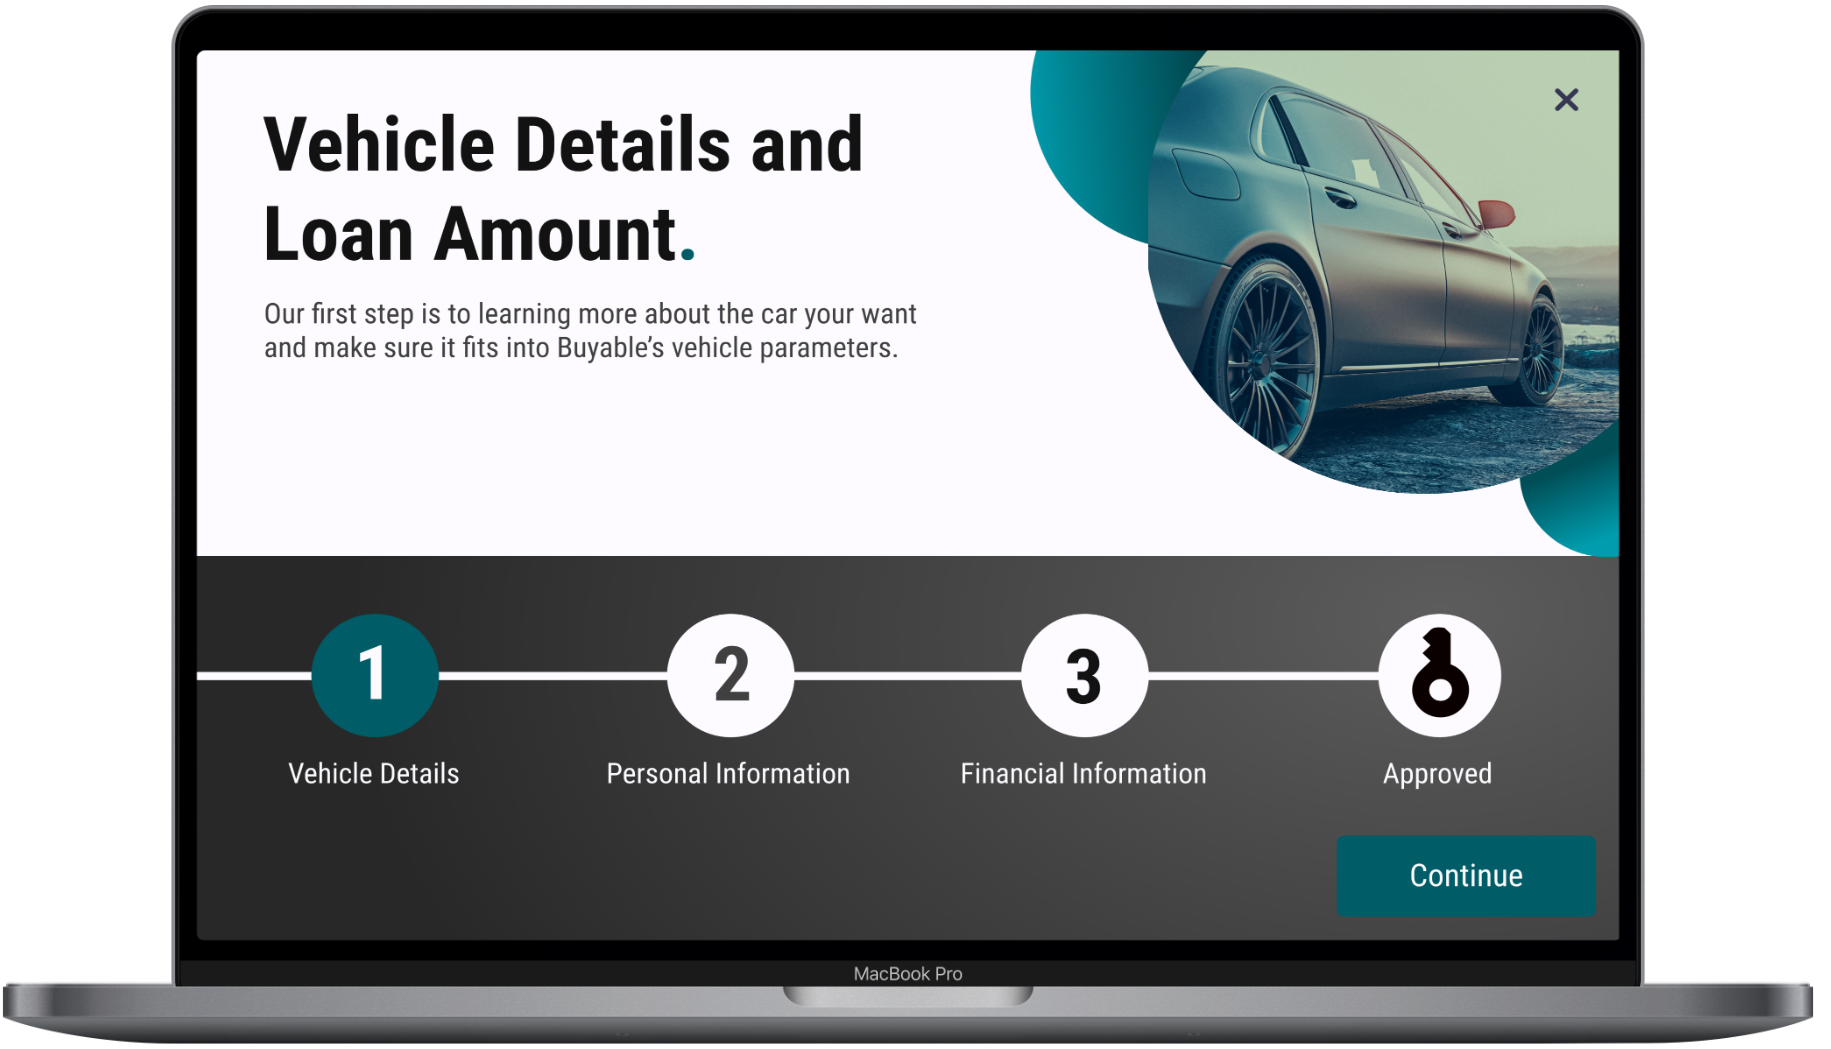 Vehicle Details and
Loan Amount.
Our first step is to learning more about the car your want
and make sure it fits into Buyable’s vehicle parameters.
1
2
3
Vehicle Details
Personal Information
Financial Information
Approved
Continue
MacBook Pro